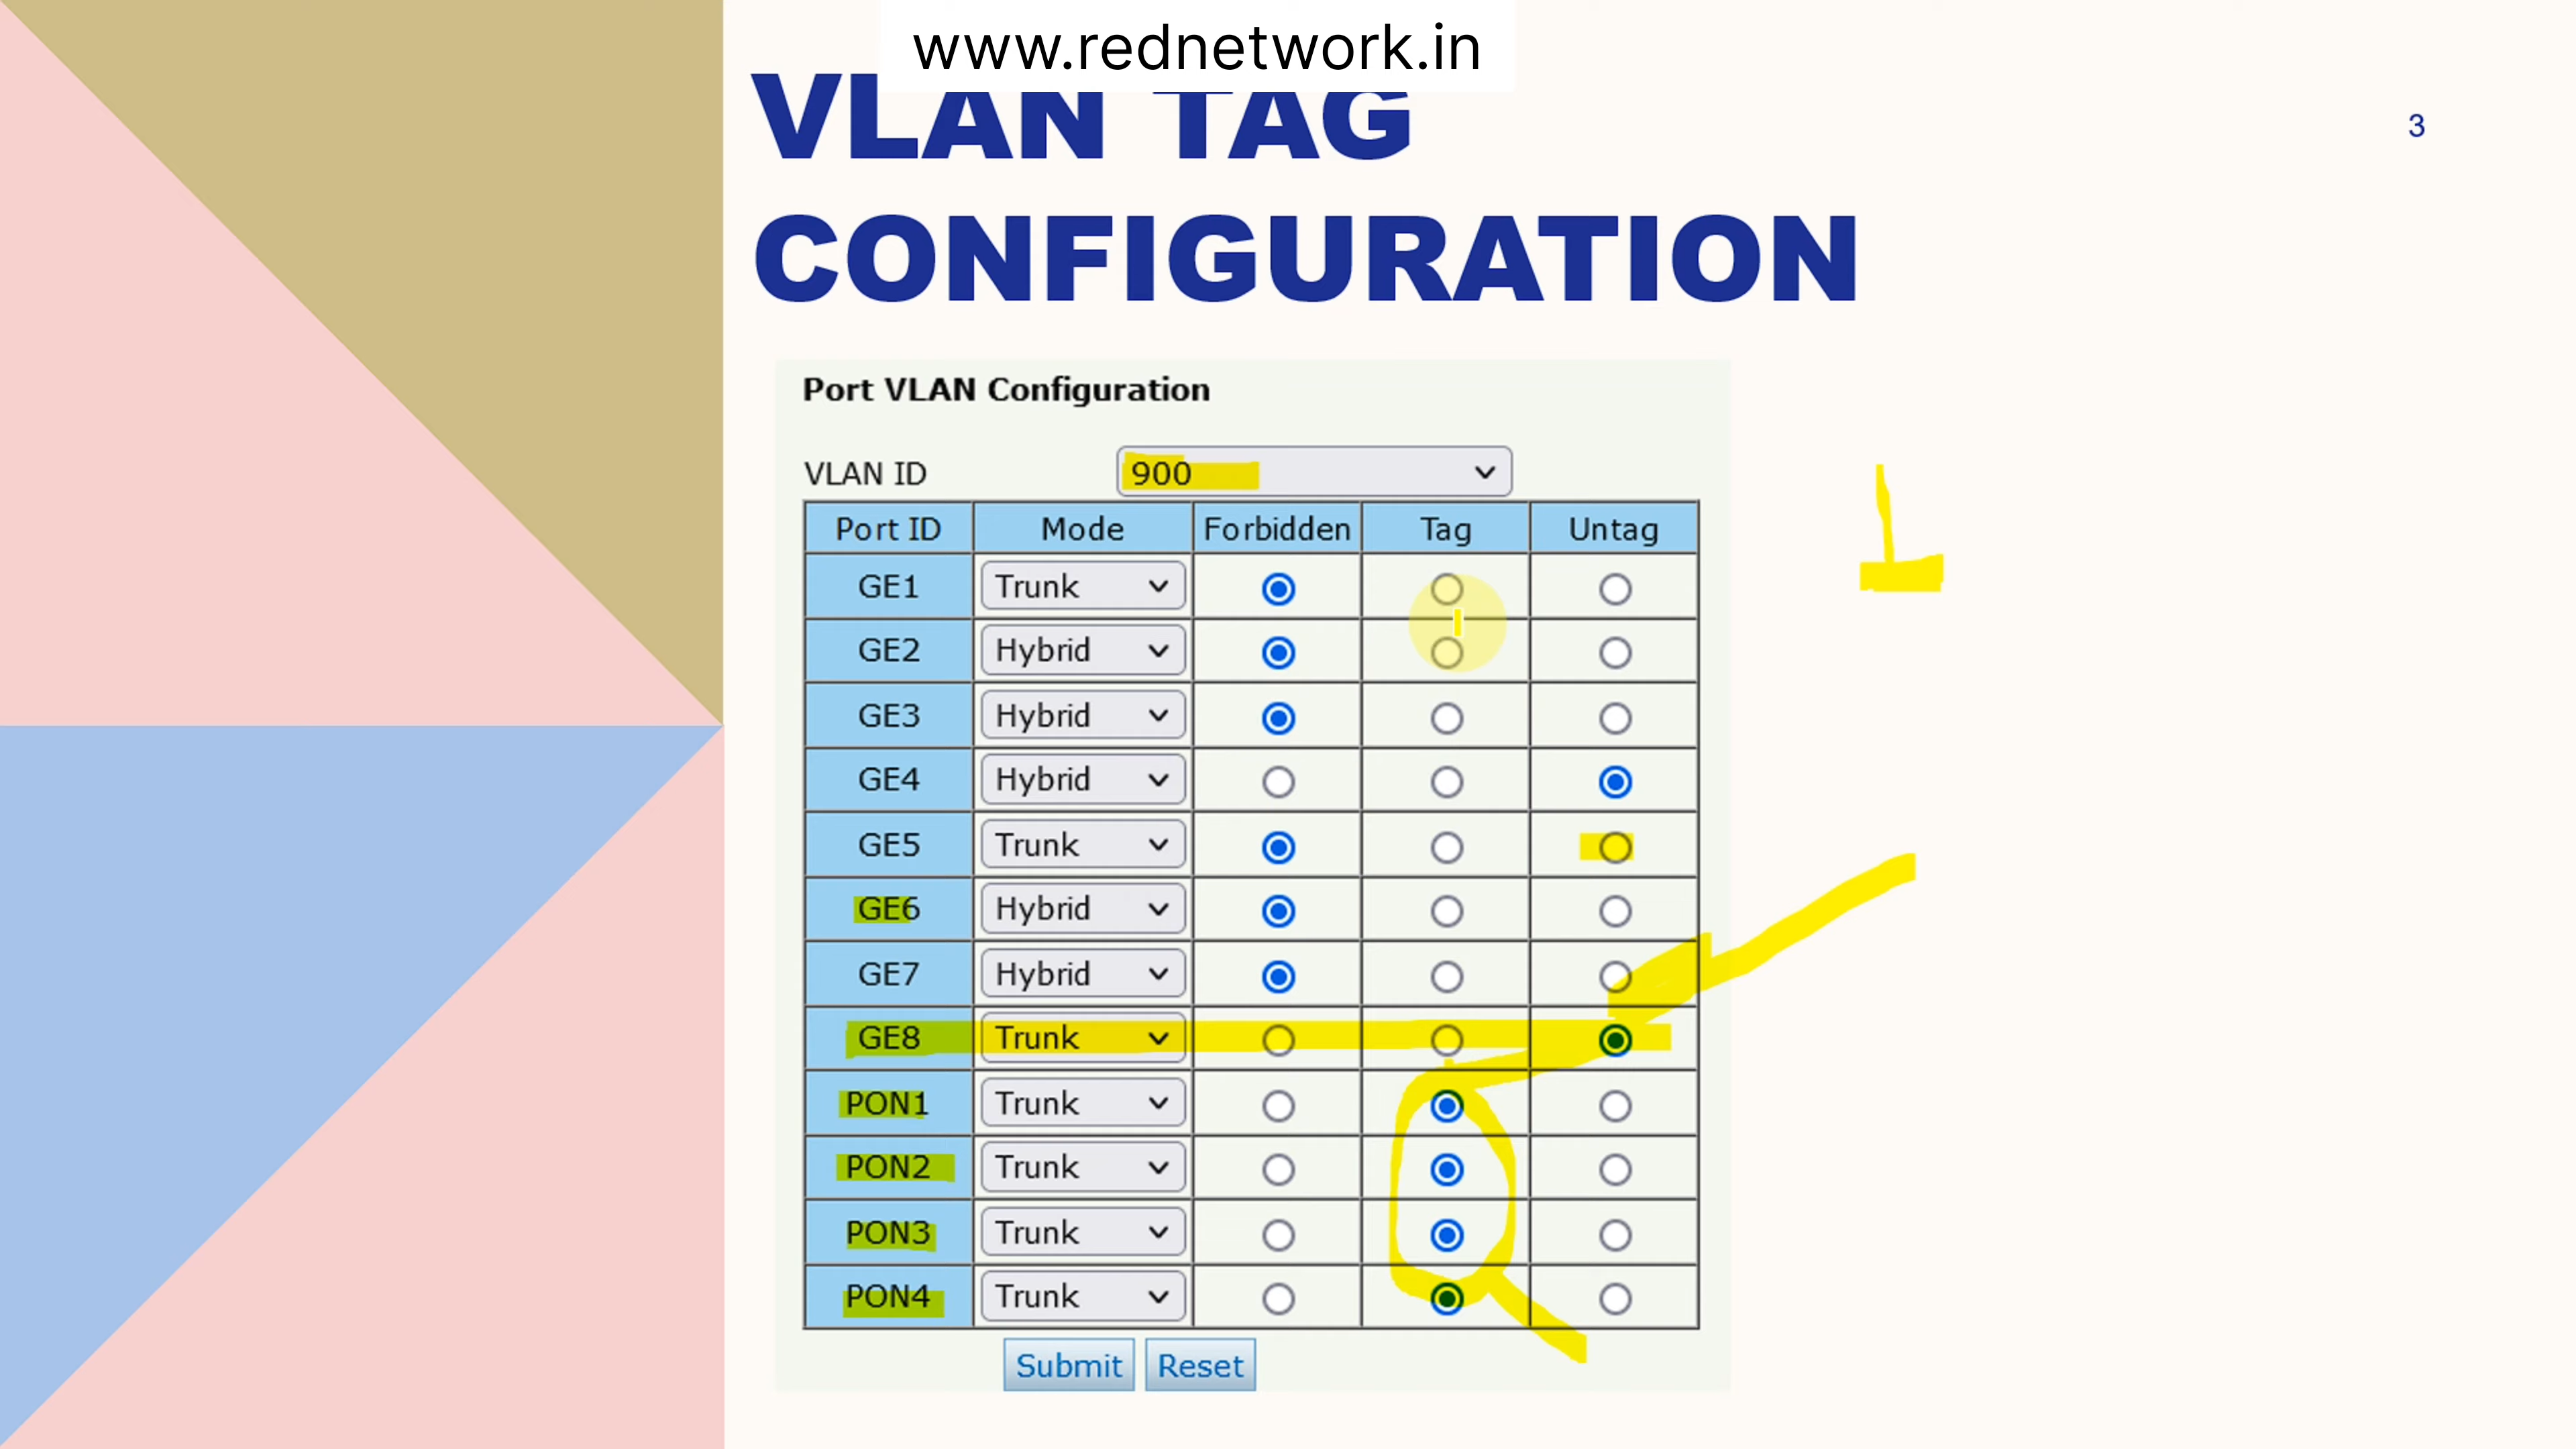 www.rednetwork.in
VLAN TAG
3
CONFIGURATION
Port VLAN Configuration
VLAN ID 900
Port ID Mode Forbidden Tag Untag
GE1 Trunk
GE2 Hybrid
GE3 Hybrid
GE4 Hybrid
GE5 Trunk
GE6 Hybrid
GE7 Hybrid
GE8 Trunk
PON1 Trunk
PON2 Trunk
PON3 Trunk
PON4 Trunk
Submit Reset